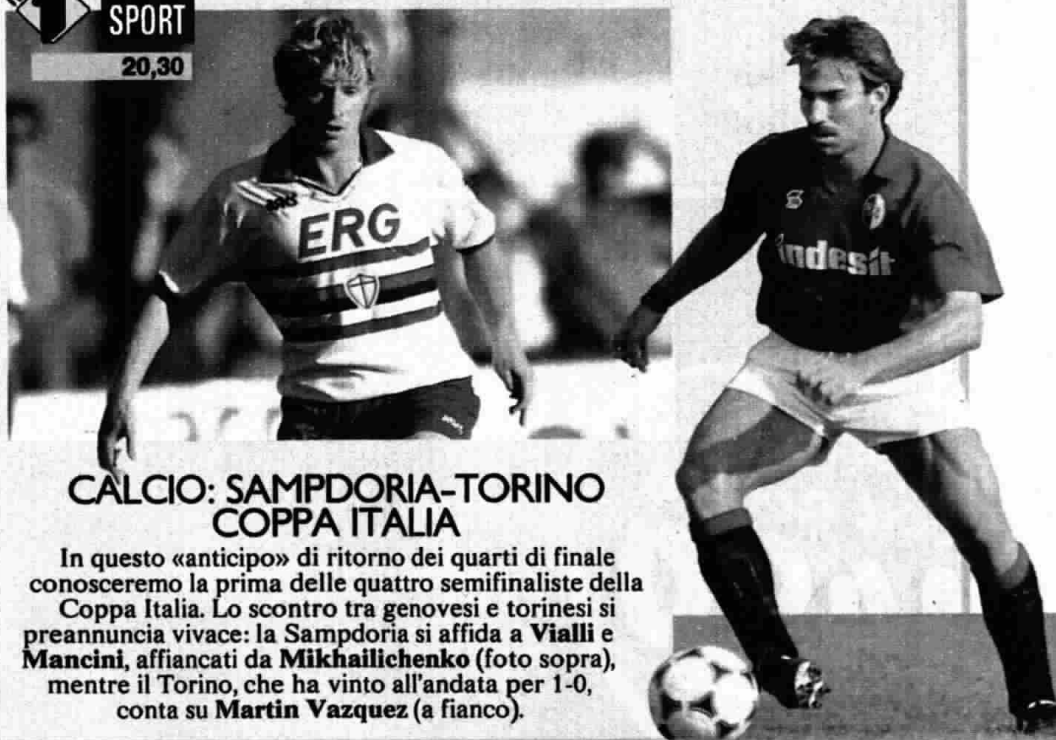 1
SPORT
20,30
ERG
indesit
CALCIO: SAMPDORIA-TORINO
COPPA ITALIA
In questo «anticipo» di ritorno dei quarti di finale
conosceremo la prima delle quattro semifinaliste della
Coppa Italia. Lo scontro tra genovesi e torinesi si
preannuncia vivace: la Sampdoria si affida a Vialli e
Mancini, affiancati da Mikhailichenko (foto sopra),
mentre il Torino, che ha vinto all'andata per 1-0,
conta su Martin Vazquez (a fianco).